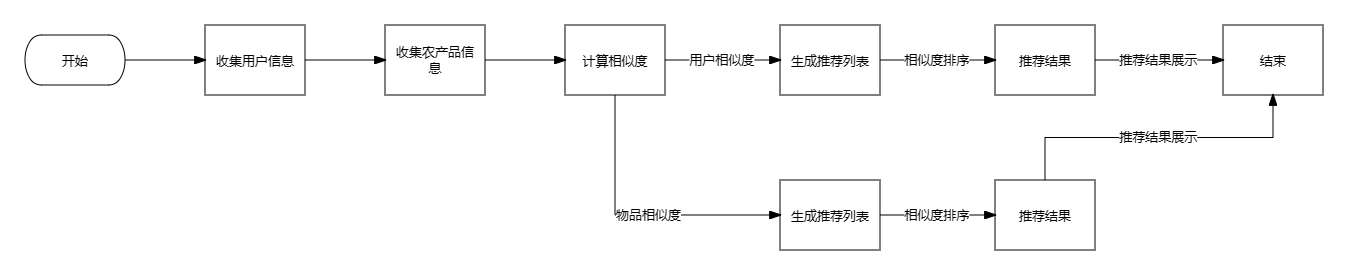 开始
收集用户信息
收集农产品信
息
计算相似度
用户相似度
生成推荐列表
相似度排序
推荐结果
推荐结果展示
结束
推荐结果展示
物品相似度
生成推荐列表
相似度排序
推荐结果